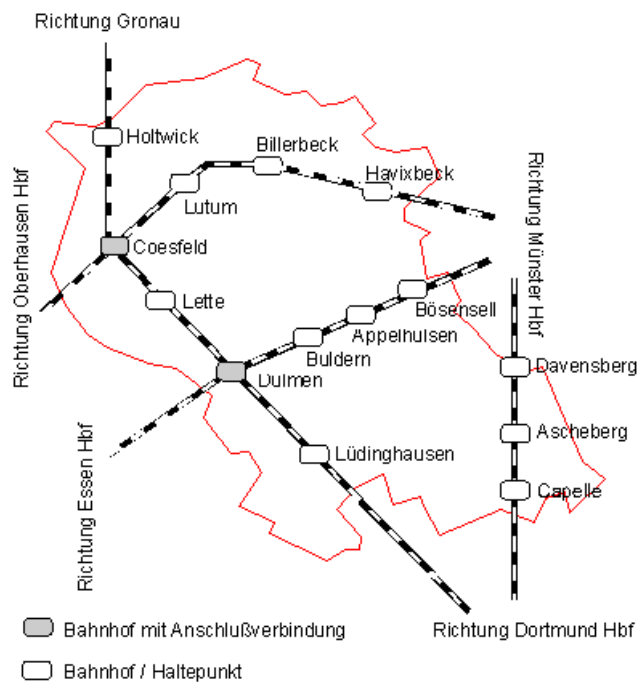 Richtung Gronau
Holtwick
Billerbeck
Havixbeck
Lutum
Richtung Oberhausen Hbf
Coesfeld
Richtung Münster Hbf
Lette
Bösensell
Appelhulsen
Buldern
Davensberg
Dülmen
Ascheberg
Lüdinghausen
Capelle
Richtung Essen Hbf
Bahnhof mit Anschlußverbindung
Richtung Dortmund Hbf
Bahnhof / Haltepunkt